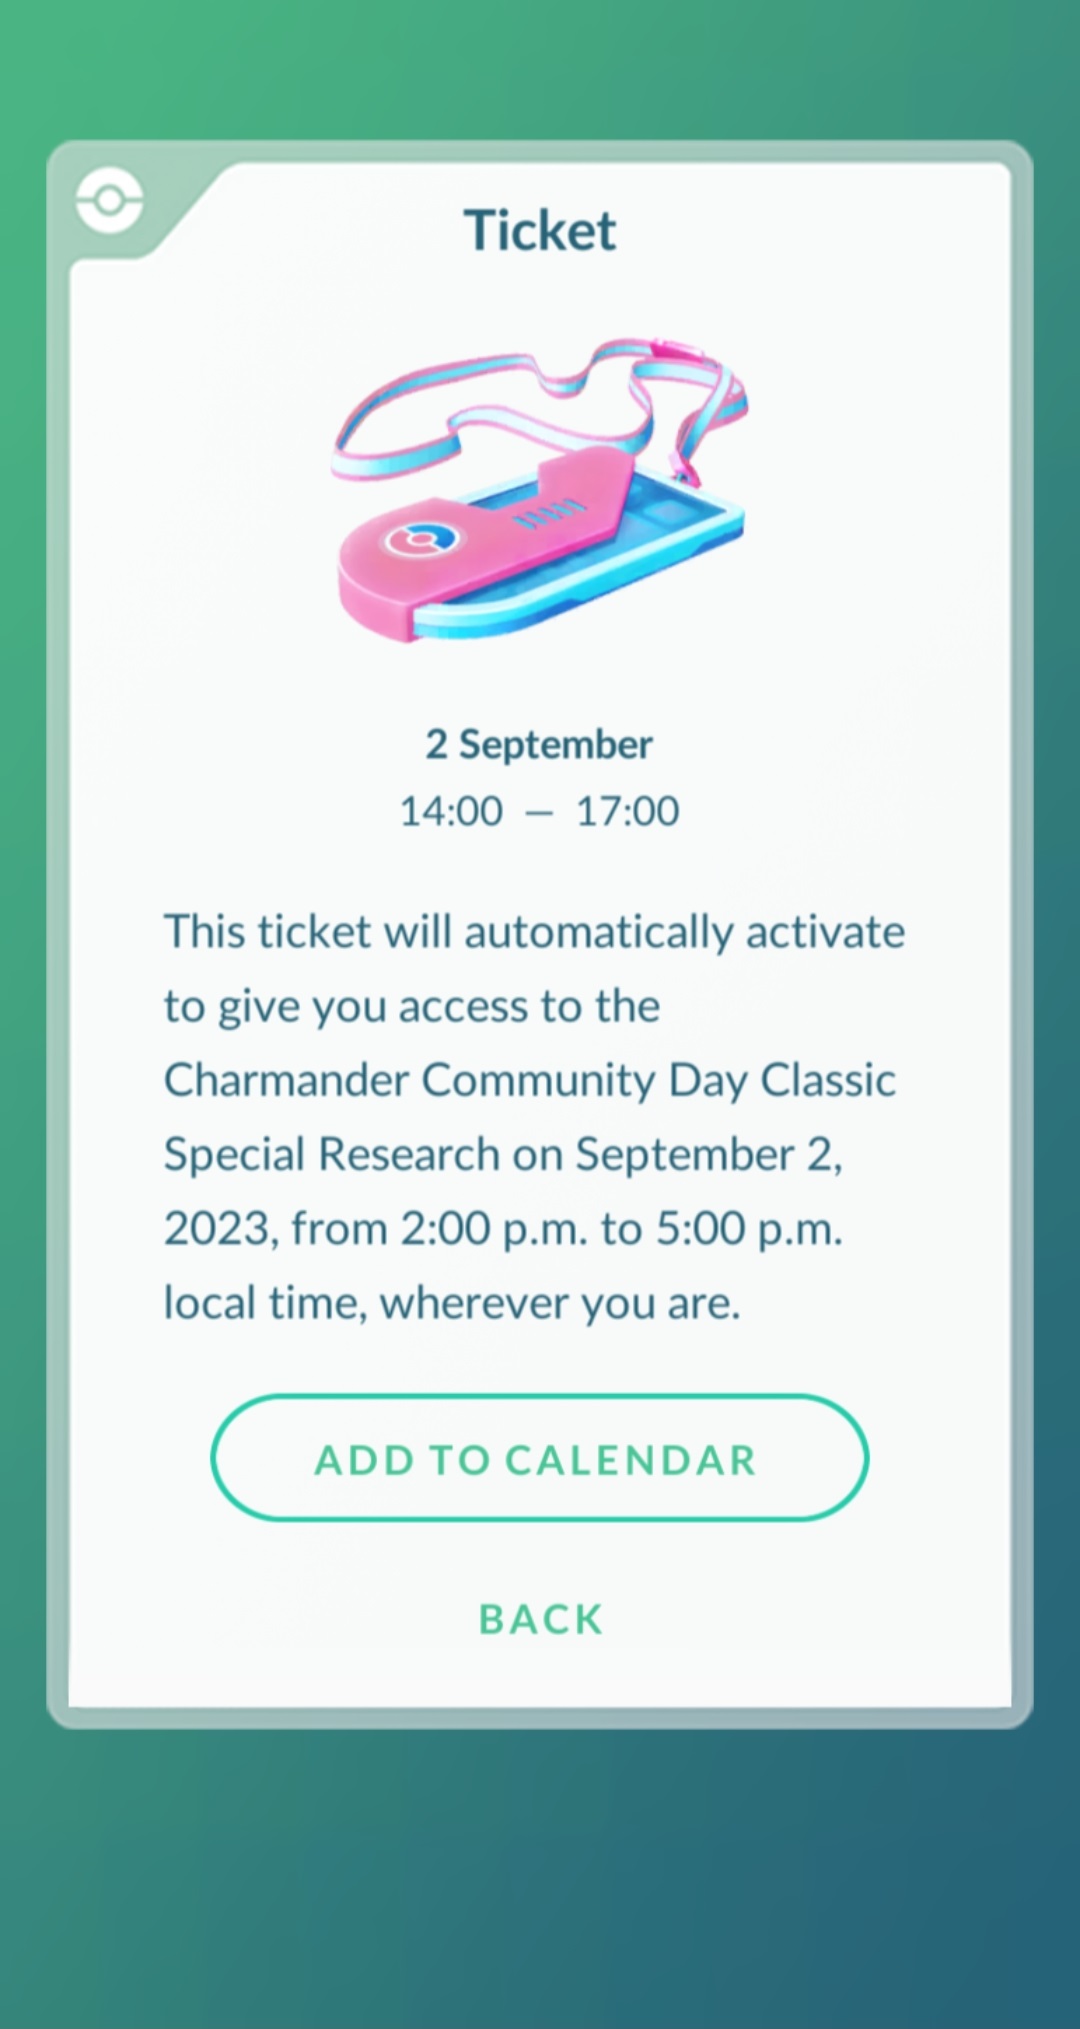 Ticket
2 September
14:00 — 17:00
This ticket will automatically activate
to give you access to the
Charmander Community Day Classic
Special Research on September 2,
2023, from 2:00 p.m. to 5:00 p.m.
local time, wherever you are.
ADD TO CALENDAR
BACK